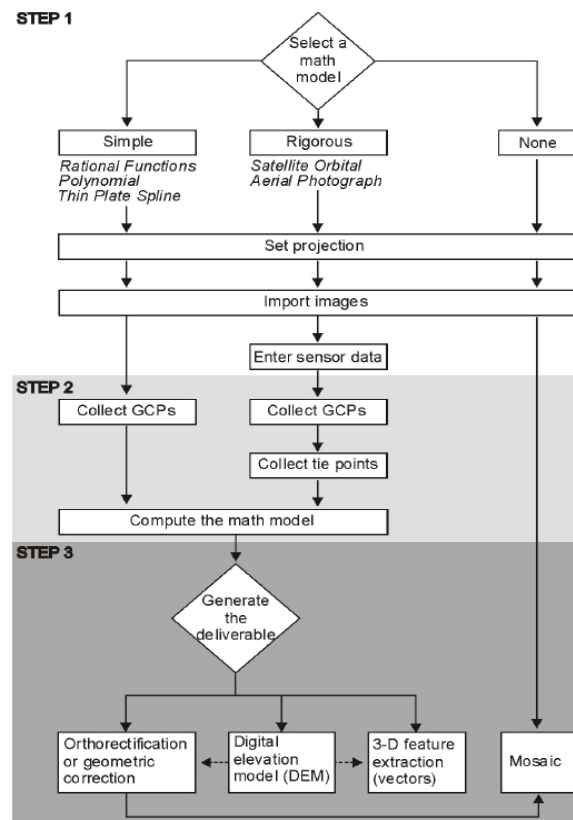 STEP 1
Select a
math
model
Simple
Rigorous
None
Rational Functions
Polynomial
Thin Plate Spline
Satellite Orbital
Aerial Photograph
Set projection
Import images
Enter sensor data
STEP 2
Collect GCPs
Collect GCPs
Collect tie points
Compute the math model
STEP 3
Generate
the
deliverable
Orthorectification
or geometric
correction
Digital
elevation
model (DEM)
3-D feature
extraction
(vectors)
Mosaic